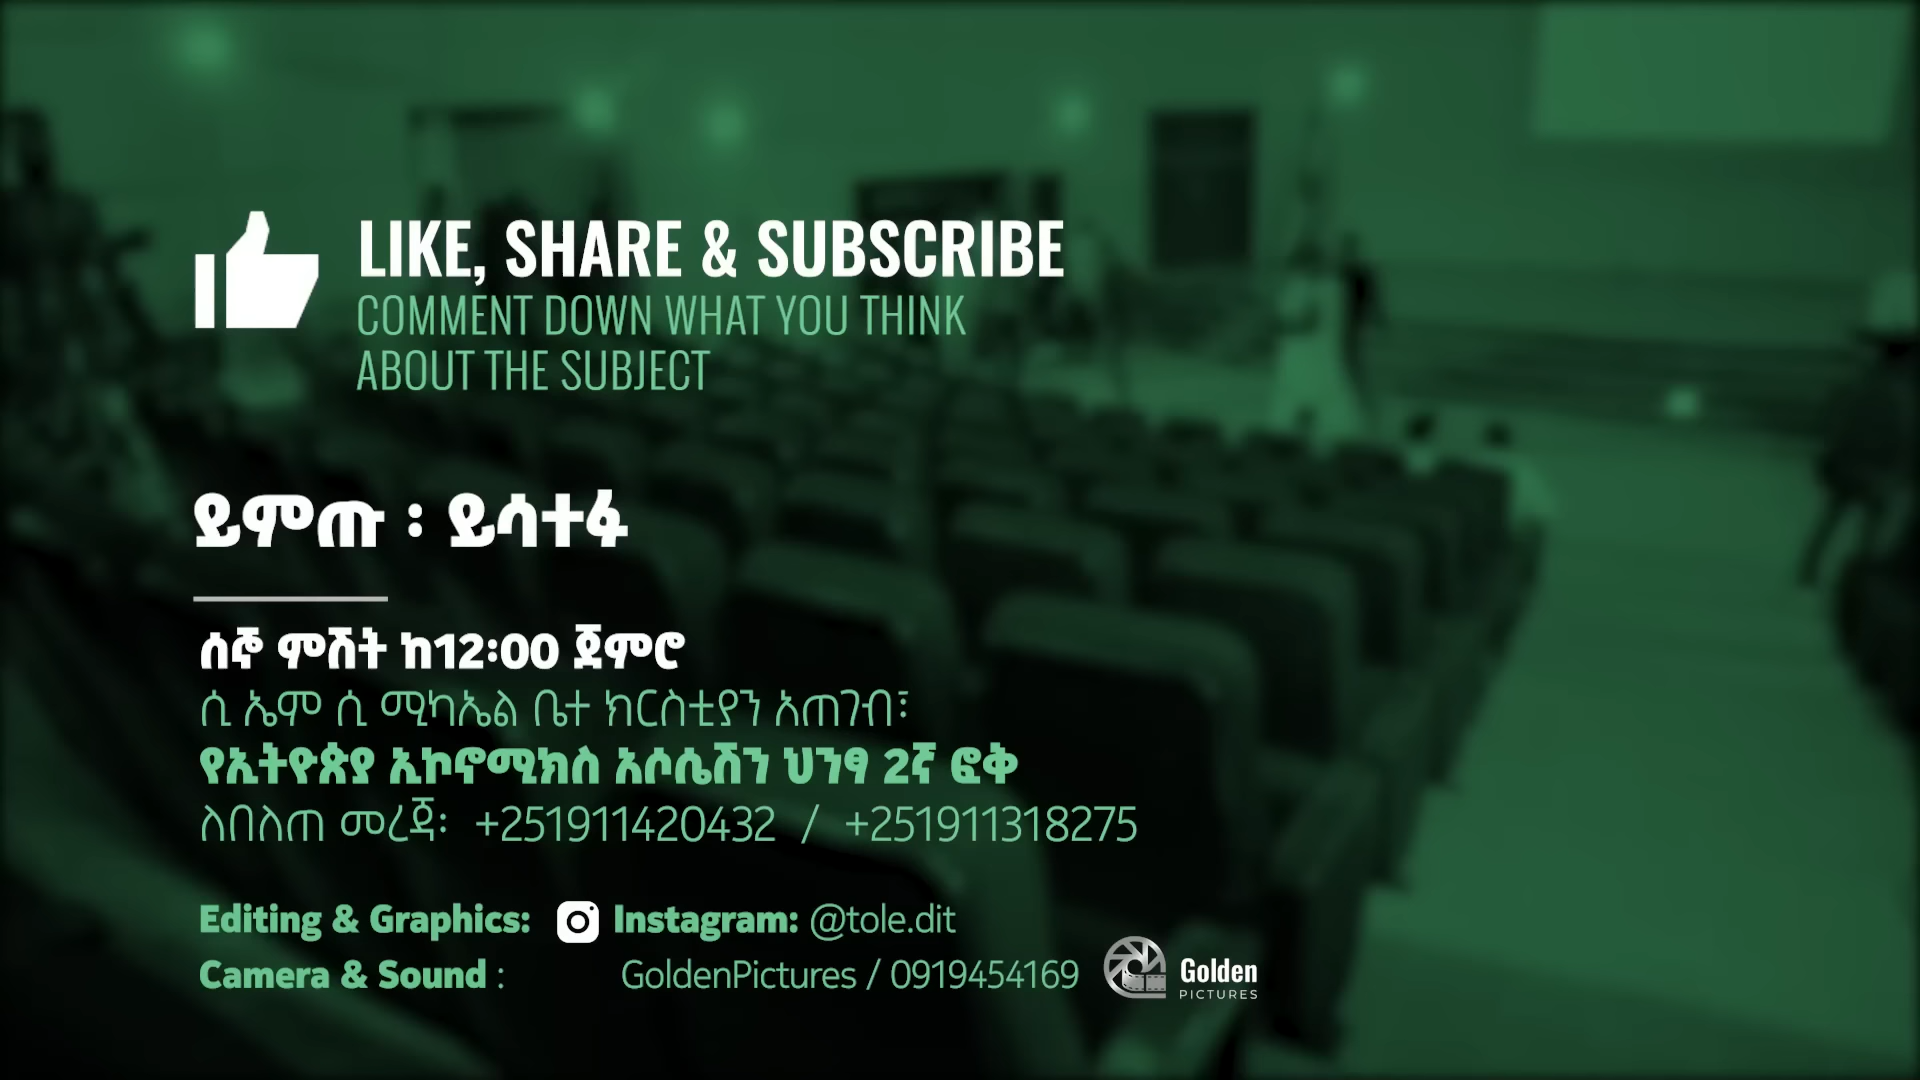 LIKE, SHARE & SUBSCRIBE
COMMENT DOWN WHAT YOU THINK
ABOUT THE SUBJECT
ይምጡ ፡ ይሳተፉ
ሰኞ ምሽት ከ12፡00 ጀምሮ
ሲ ኤም ሲ ሚካኤል ቤተ ክርስቲያን አጠገብ፣
የኢትዮጵያ ኢኮኖሚክስ አሶሴሽን ህንፃ 2ኛ ፎቅ
ለበለጠ መረጃ፡ +251911420432 / +251911318275
Editing & Graphics: Instagram: @tole.dit
Camera & Sound : GoldenPictures / 0919454169
Golden
PICTURES